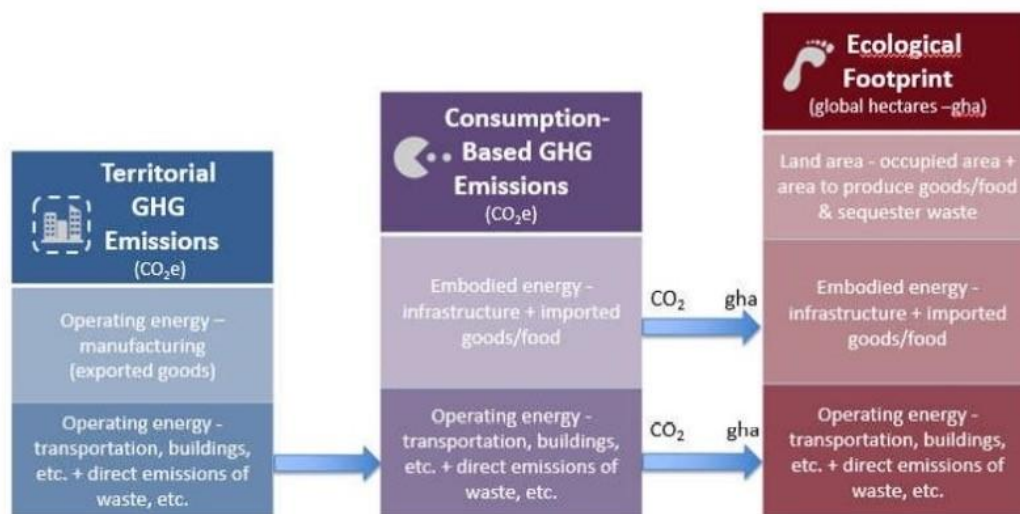 Territorial
GHG
Emissions
(CO₂e)
Operating energy –
manufacturing
(exported goods)
Operating energy -
transportation, buildings,
etc. + direct emissions of
waste, etc.
Consumption-
Based GHG
Emissions
(CO₂e)
Embodied energy -
infrastructure + imported
goods/food
Operating energy -
transportation, buildings,
etc. + direct emissions of
waste, etc.
CO₂ gha
CO₂ gha
Ecological
Footprint
(global hectares –gha)
Land area - occupied area +
area to produce goods/food
& sequester waste
Embodied energy -
infrastructure + imported
goods/food
Operating energy -
transportation, buildings,
etc. + direct emissions of
waste, etc.